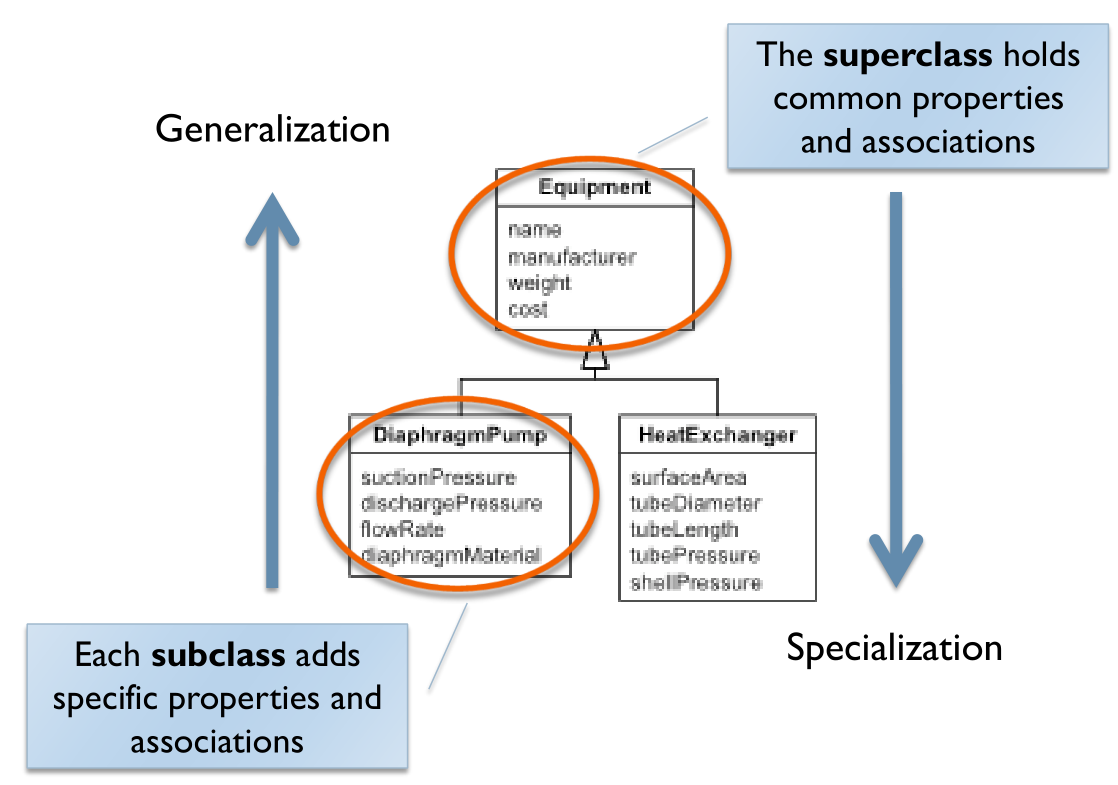 The superclass holds
common properties
and associations
Generalization
Equipment
name
manufacturer
weight
cost
DiaphragmPump
suctionPressure
dischargePressure
flowRate
diaphragmMaterial
HeatExchanger
surfaceArea
tubeDiameter
tubeLength
tubePressure
shellPressure
Each subclass adds
specific properties and
associations
Specialization